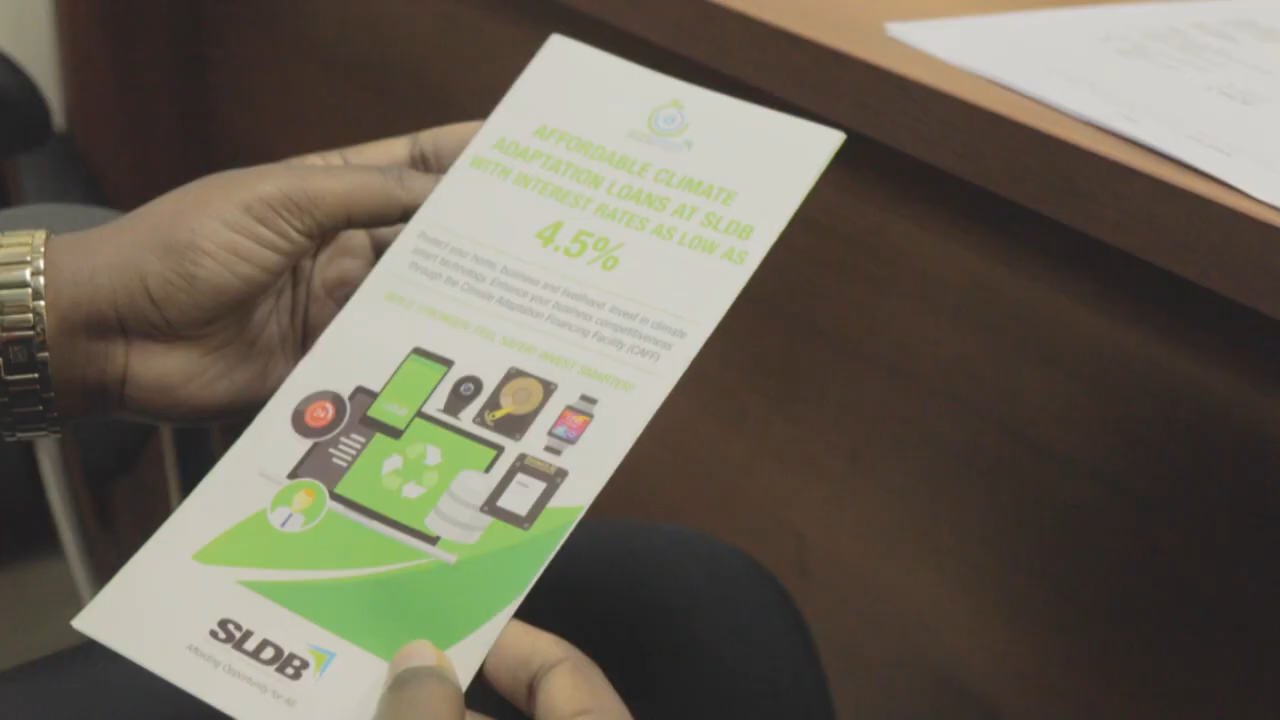 AFFORDABLE CLIMATE
ADAPTATION LOANS AT SLDB
WITH INTEREST RATES AS LOW AS
4.5%
Protect your home, business and livelihood. Invest in climate
smart technology. Enhance your business competitiveness
through the Climate Adaptation Financing Facility (CAFF)
BUILD STRONGER! FEEL SAFER! INVEST SMARTER!
24
SLDB
Affording Opportunity for All